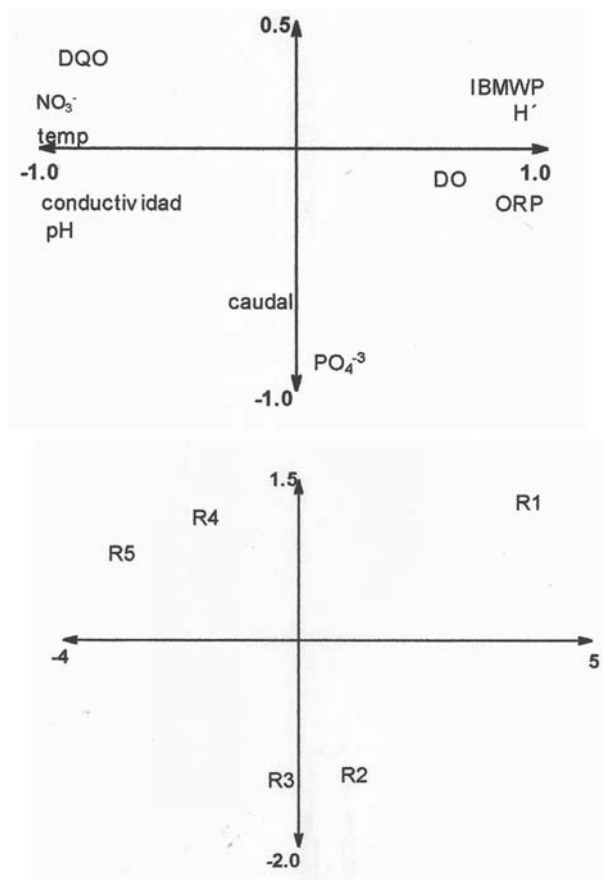 0.5
DQO
IBMWP
NO₃⁻
H´
temp
-1.0
1.0
DO
conductividad
ORP
pH
caudal
PO₄⁻³
-1.0
1.5
R1
R4
R5
-4
5
R3
R2
-2.0